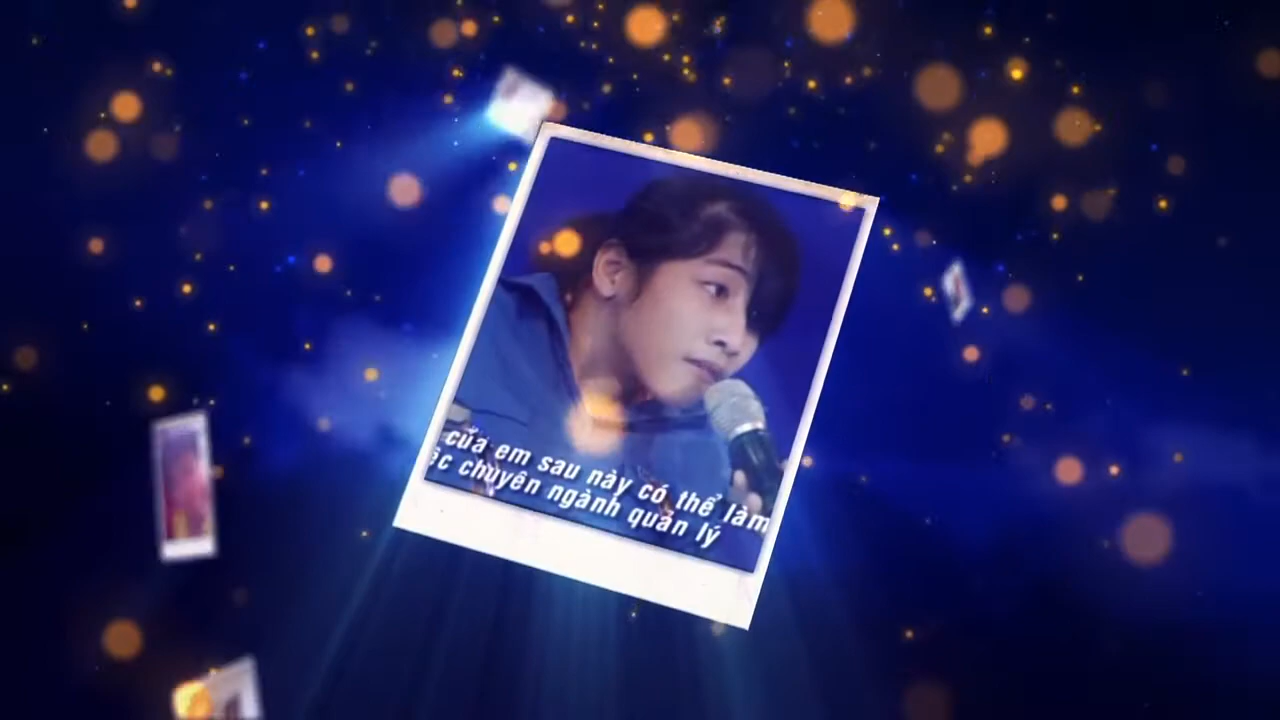 của em sau này có thể làm
chuyên ngành quản lý